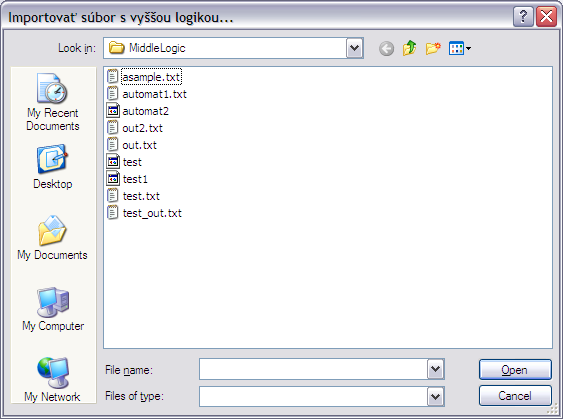 Importovať súbor s vyššou logikou...
Look in:
MiddleLogic
My Recent
Documents
Desktop
My Documents
My Computer
My Network
asample.txt
automat1.txt
automat2
out2.txt
out.txt
test
test1
test.txt
test_out.txt
File name:
Open
Files of type:
Cancel